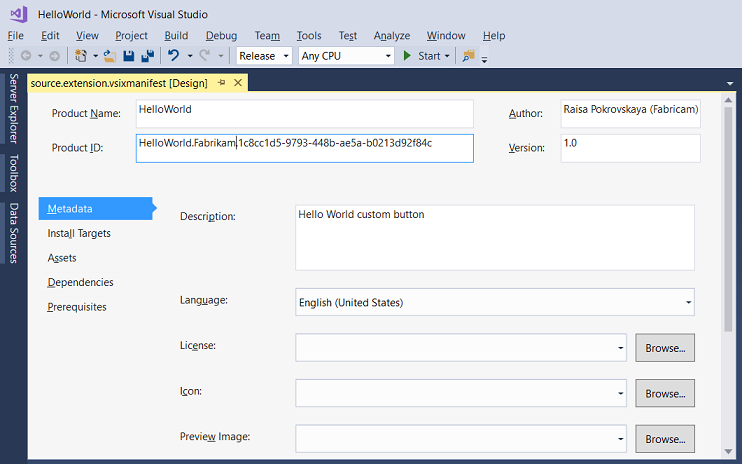 HelloWorld - Microsoft Visual Studio
File Edit View Project Build Debug Team Tools Test Analyze Window Help
Release Any CPU Start
source.extension.vsixmanifest [Design]
Server Explorer
Toolbox
Data Sources
Product Name: HelloWorld Author: Raisa Pokrovskaya (Fabricam)
Product ID: HelloWorld.Fabrikam.1c8cc1d5-9793-448b-ae5a-b0213d92f84c Version: 1.0
Metadata
Install Targets
Assets
Dependencies
Prerequisites
Description: Hello World custom button
Language: English (United States)
License: Browse...
Icon: Browse...
Preview Image: Browse...